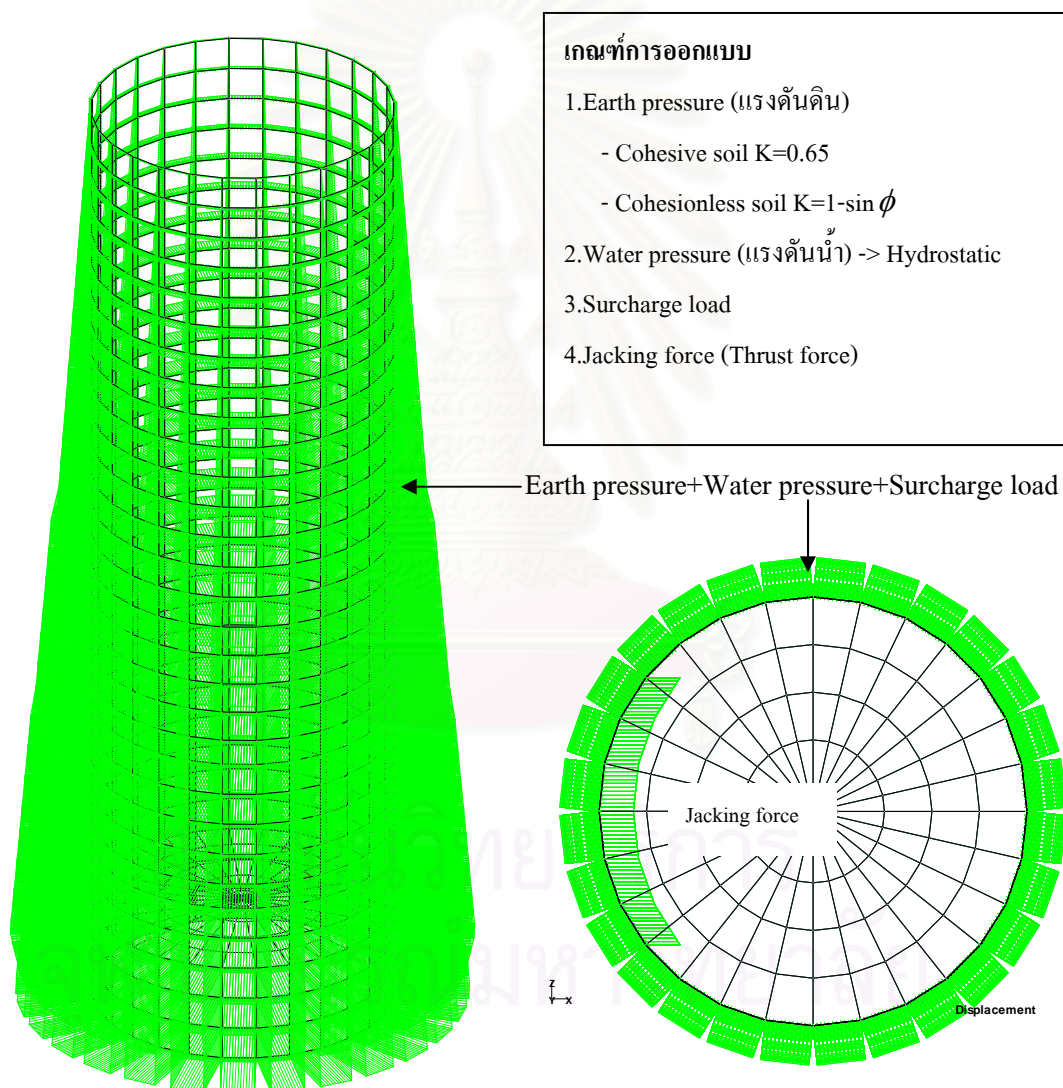 เกณฑ์การออกแบบ
1.Earth pressure (แรงดันดิน)
- Cohesive soil K=0.65
- Cohesionless soil K=1-sin ϕ
2.Water pressure (แรงดันน้ำ) -> Hydrostatic
3.Surcharge load
4.Jacking force (Thrust force)
Earth pressure+Water pressure+Surcharge load
Jacking force
Z
Y X
Displacement